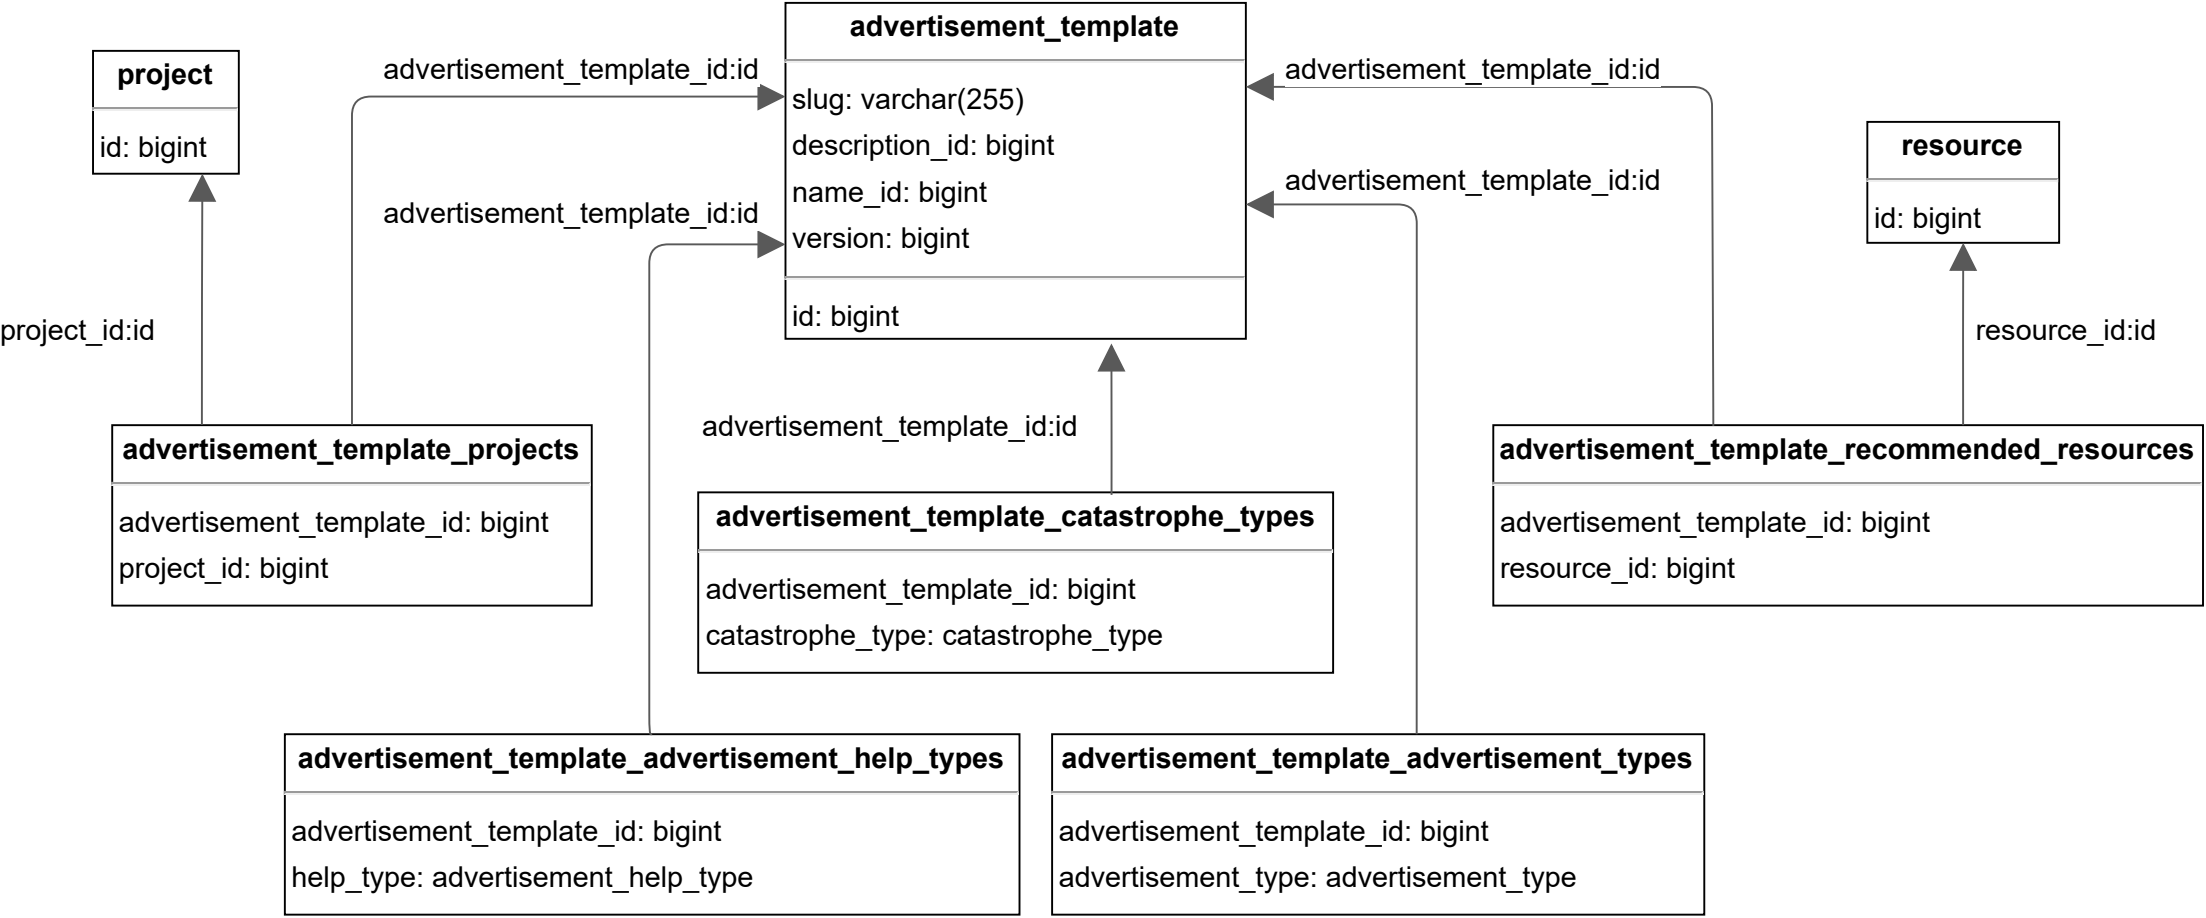 advertisement_template
slug: varchar(255)
description_id: bigint
name_id: bigint
version: bigint
id: bigint
project
id: bigint
advertisement_template_id:id
advertisement_template_id:id
advertisement_template_id:id
advertisement_template_id:id
resource
id: bigint
project_id:id
resource_id:id
advertisement_template_id:id
advertisement_template_projects
advertisement_template_id: bigint
project_id: bigint
advertisement_template_catastrophe_types
advertisement_template_id: bigint
catastrophe_type: catastrophe_type
advertisement_template_recommended_resources
advertisement_template_id: bigint
resource_id: bigint
advertisement_template_advertisement_help_types
advertisement_template_id: bigint
help_type: advertisement_help_type
advertisement_template_advertisement_types
advertisement_template_id: bigint
advertisement_type: advertisement_type